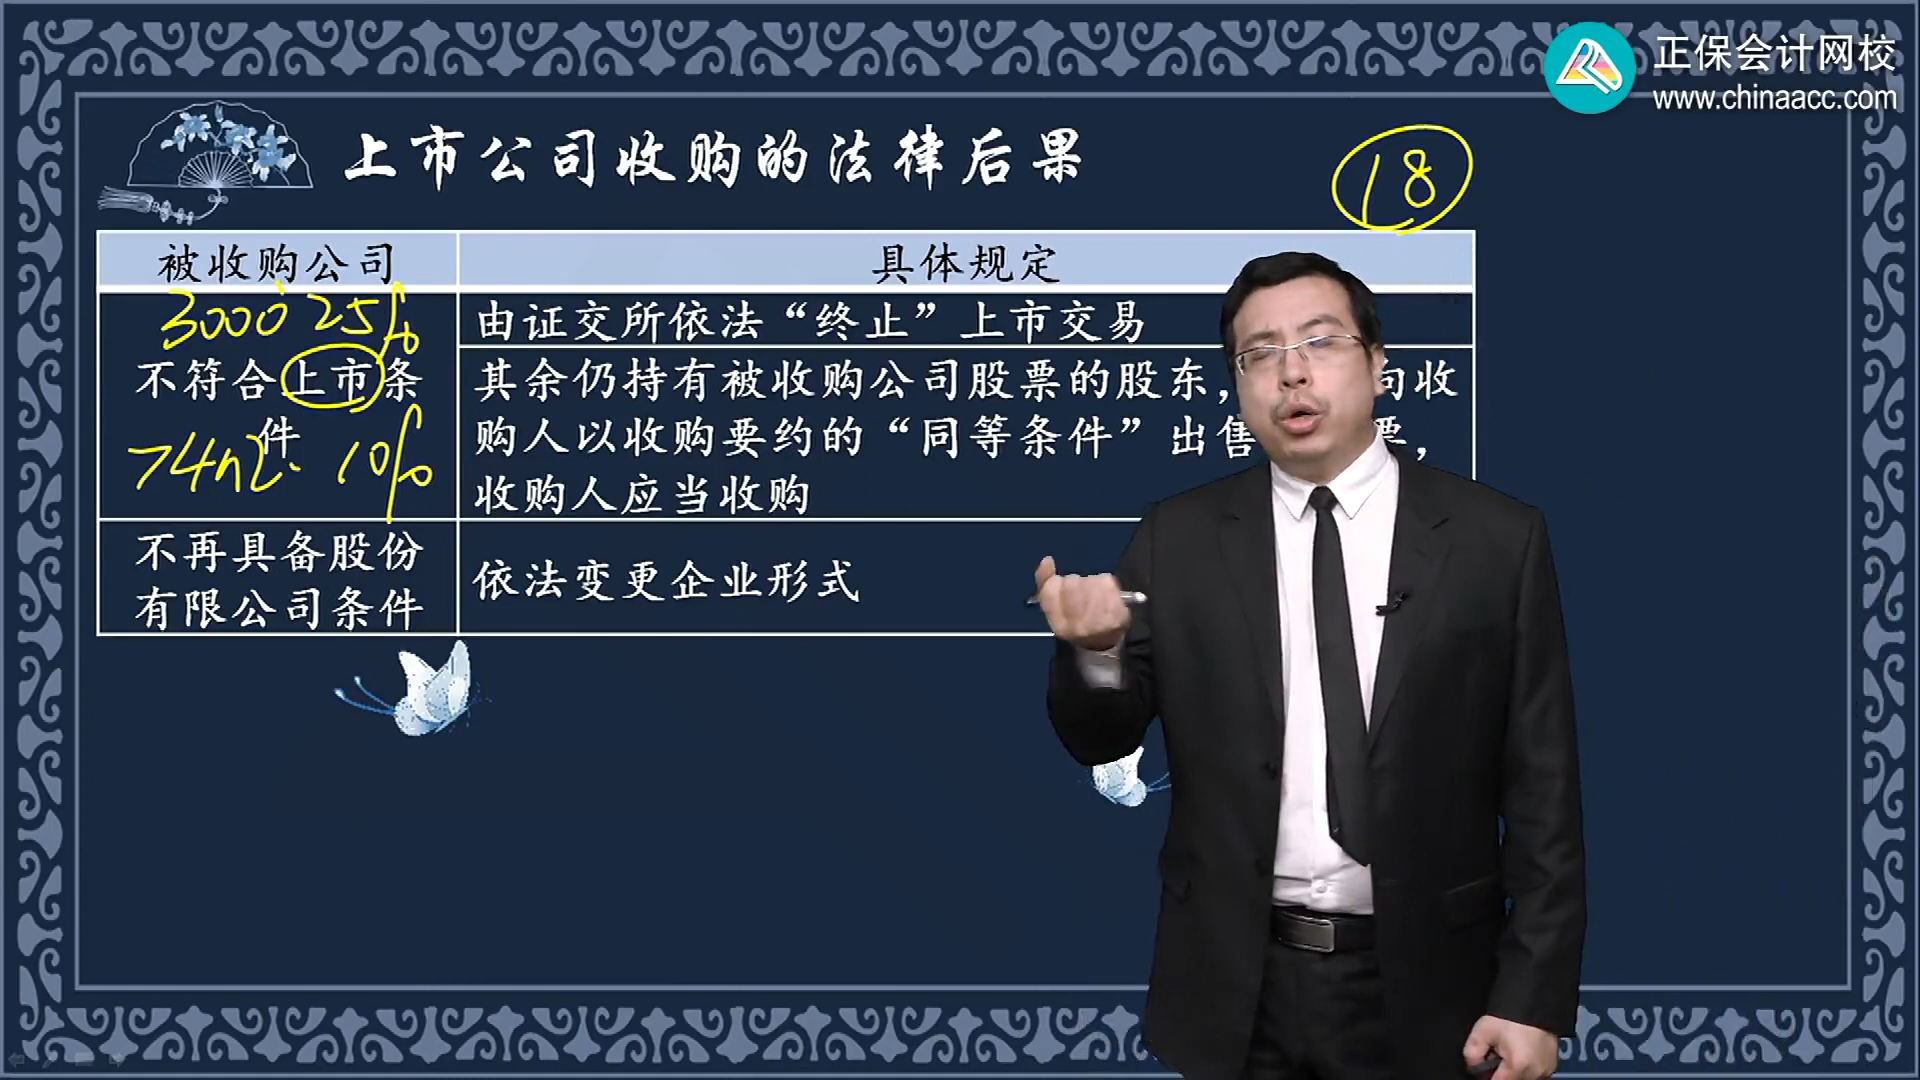 正保会计网校
www.chinaacc.com
上市公司收购的法律后果
18
被收购公司
具体规定
3000 25%
不符合上市条
件
10%
由证交所依法“终止”上市交易
其余仍持有被收购公司股票的股东，向收
购人以收购要约的“同等条件”出售票，
收购人应当收购
不再具备股份
有限公司条件
依法变更企业形式